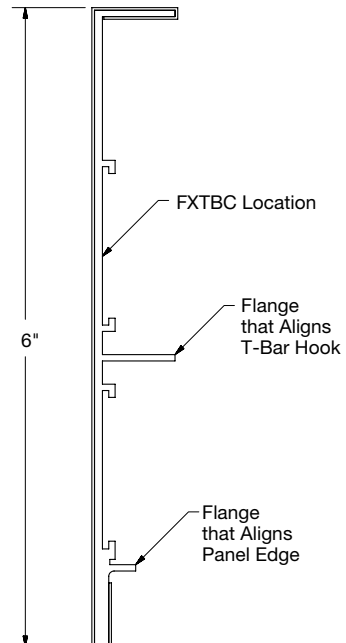 FXTBC Location
Flange
that Aligns
T-Bar Hook
6"
Flange
that Aligns
Panel Edge